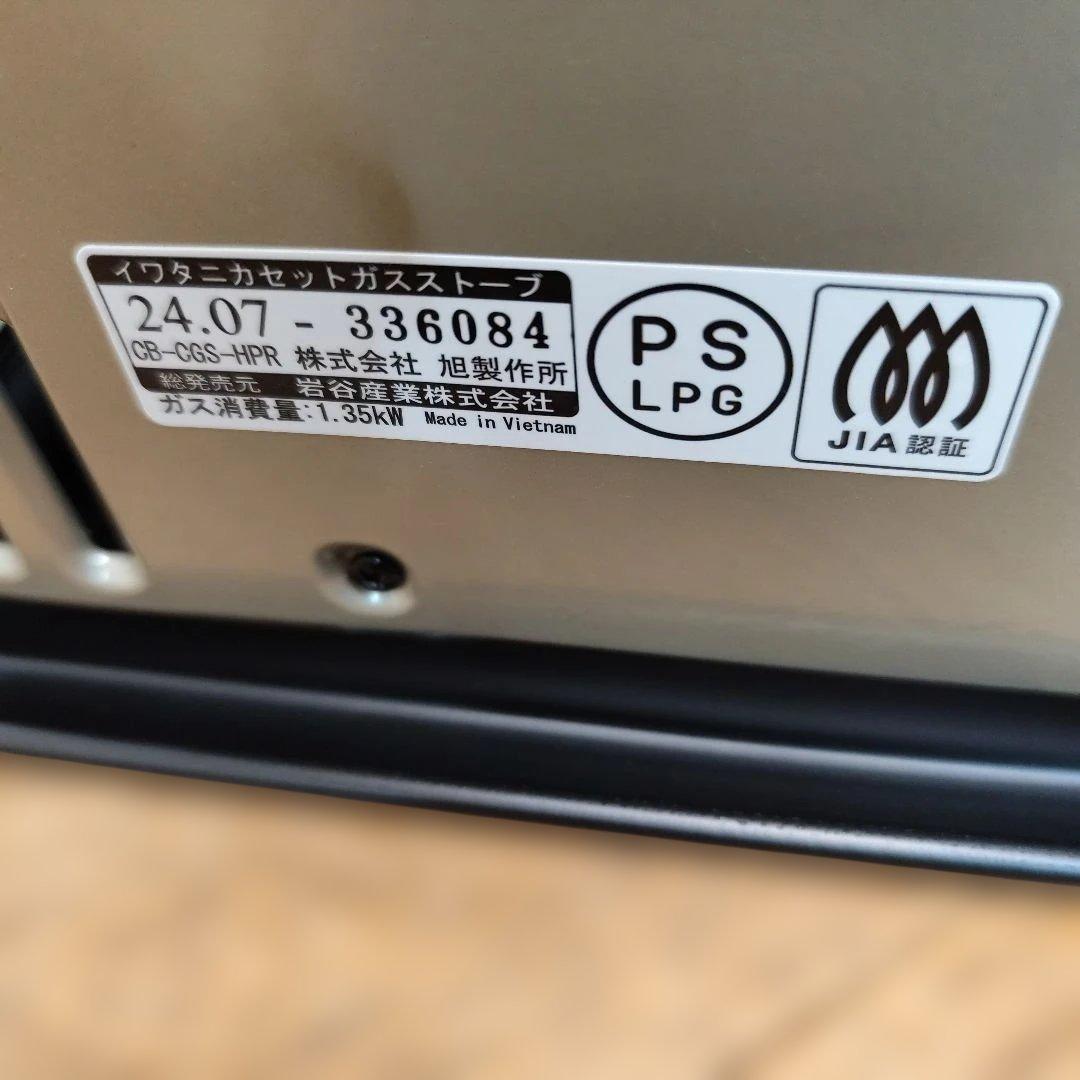 イワタニカセットガスストーブ
24.07 - 336084
CB-CGS-HPR 株式会社 旭製作所
総発売元 岩谷産業株式会社
ガス消費量:1.35kW Made in Vietnam
PS
LPG
JIA認証